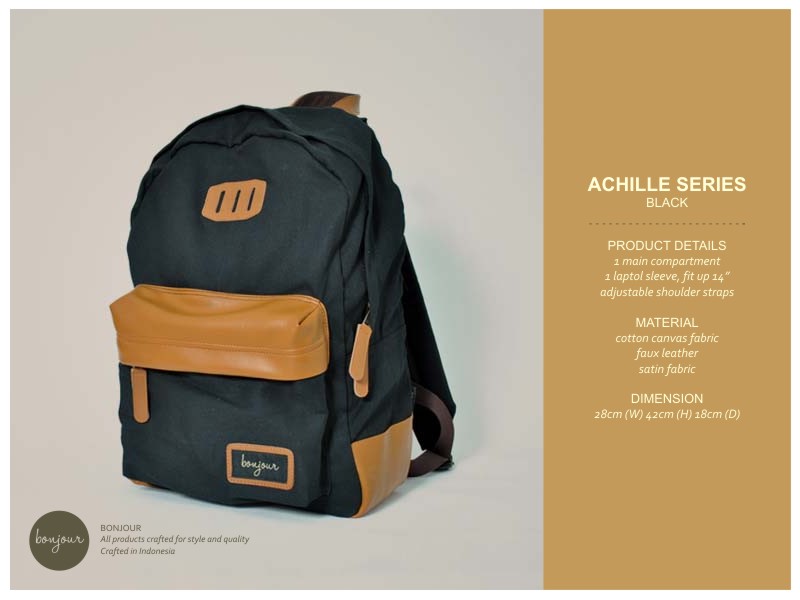 ACHILLE SERIES
BLACK
PRODUCT DETAILS
1 main compartment
1 laptol sleeve, fit up 14"
adjustable shoulder straps
MATERIAL
cotton canvas fabric
faux leather
satin fabric
DIMENSION
28cm (W) 42cm (H) 18cm (D)
bonjour
bonjour
BONJOUR
All products crafted for style and quality
Crafted in Indonesia